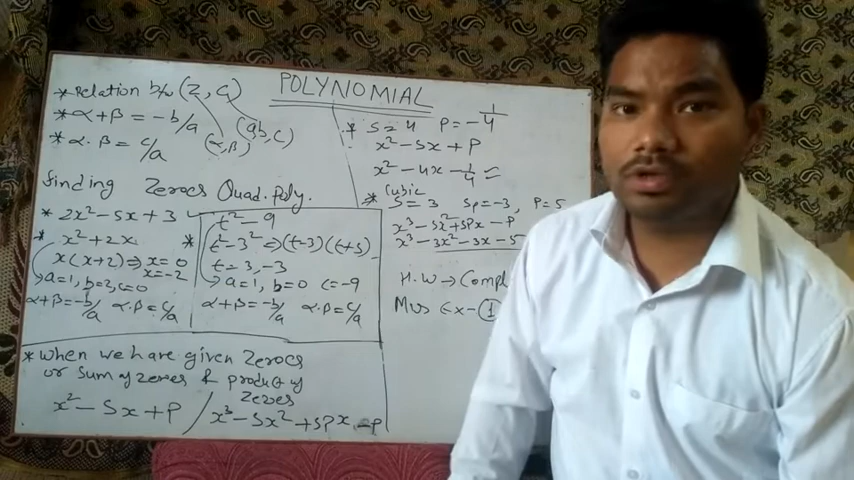 POLYNOMIAL
* Relation b/w (Z, C)
* α + β = -b/a
(α, β)
(a,b, C)
* α . β = c/a
finding Zeroes Quad. Poly.
* 2x² - 5x + 3
* x² + 2x
x(x+2) ⇒ x = 0
x = -2
a = 1, b = 2, c = 0
α + β = -b/a α . β = c/a
* t² - 9
t² - 3² ⇒ (t-3) (t+3)
t = 3, -3
→ a = 1, b = 0 c = -9
α + β = -b/a α . β = c/a
* when we have given Zeroes
or Sum of Zeroes & product of
Zeroes
x² - Sx + P / x³ - Sx² + SPx - P
* S = 4 P = -1/4
x² - Sx + P
x² - 4x - 1/4 =
* Cubic
S = 3 SP = -3, P = 5
x³ - Sx² + SPx - P
x³ - 3x² - 3x - 5
H.W → Compl
Mus Ex - 1